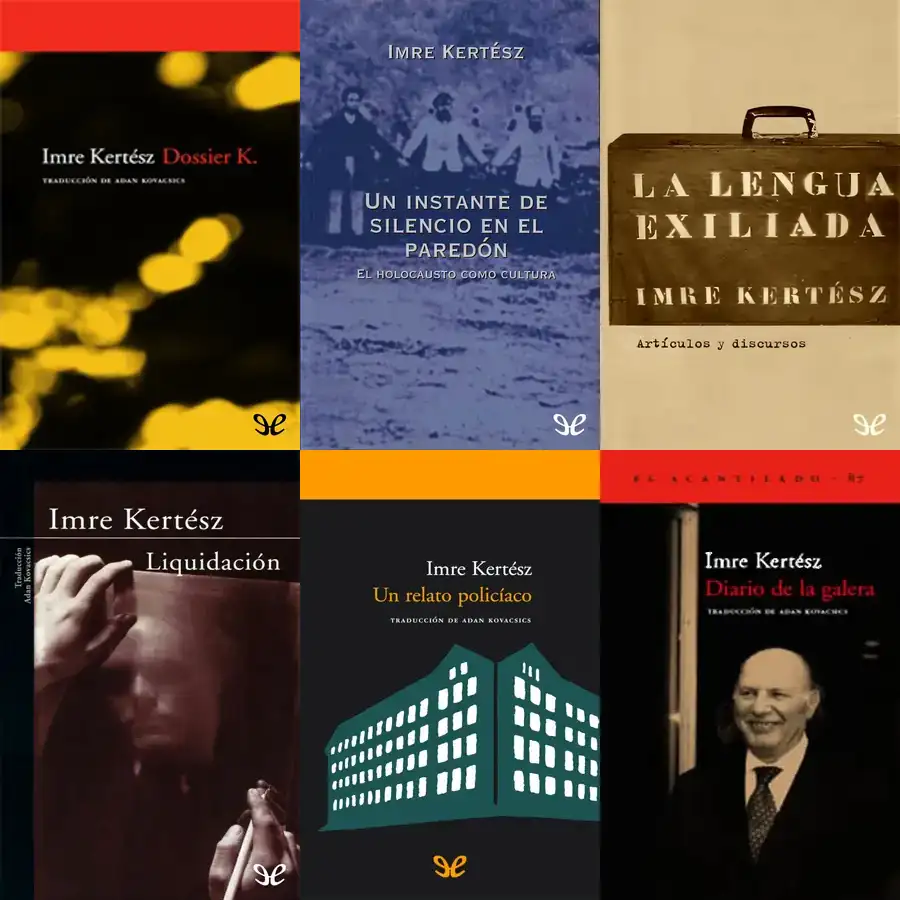 Imre Kertész Dossier K.
TRADUCCIÓN DE ADAN KOVACSICS
IMRE KERTÉSZ
UN INSTANTE DE
SILENCIO EN EL
PAREDÓN
EL HOLOCAUSTO COMO CULTURA
LA LENGUA
EXILIADA
IMRE KERTÉSZ
Artículos y discursos
Imre Kertész
Liquidación
Traducción
Adan Kovacsics
Imre Kertész
Un relato policíaco
TRADUCCIÓN DE ADAN KOVACSICS
EL ACANTILADO · 87
Imre Kertész
Diario de la galera
TRADUCCIÓN DE ADAN KOVACSICS